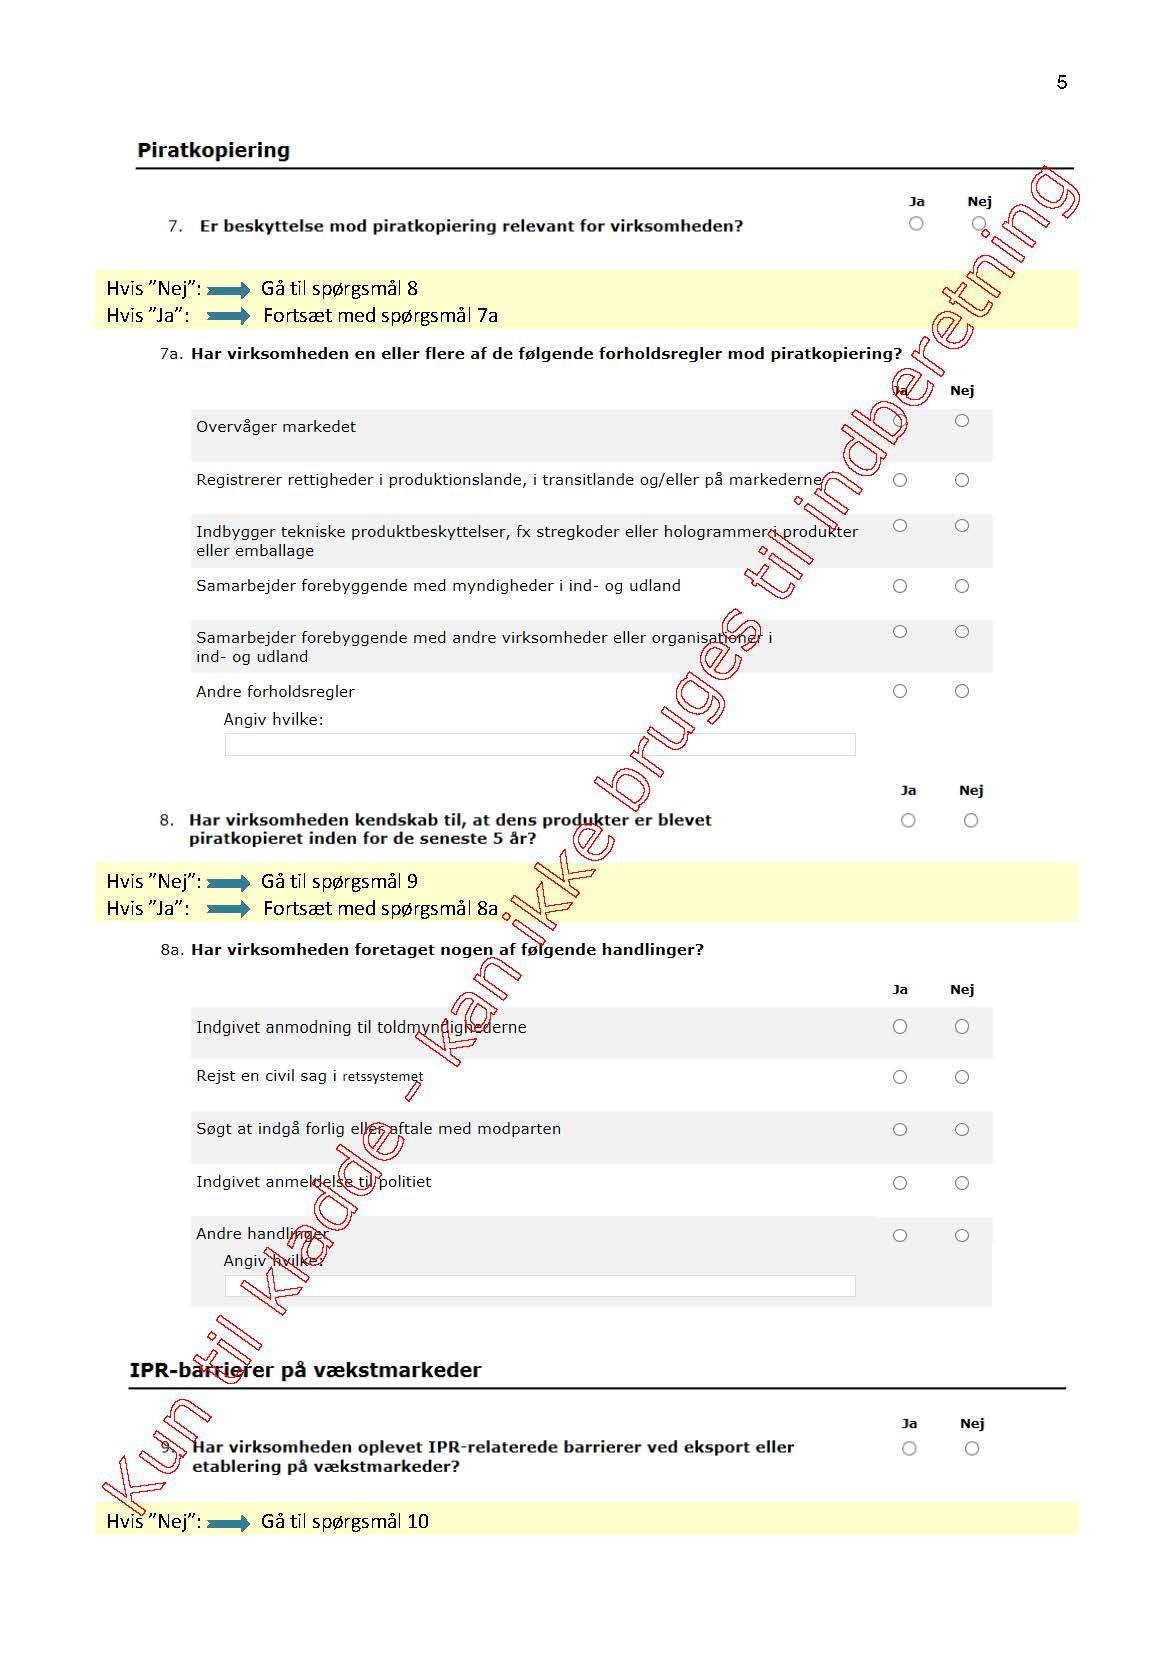 5
Piratkopiering
Ja Nej
7. Er beskyttelse mod piratkopiering relevant for virksomheden?
Hvis ”Nej”: Gå til spørgsmål 8
Hvis ”Ja”: Fortsæt med spørgsmål 7a
7a. Har virksomheden en eller flere af de følgende forholdsregler mod piratkopiering?
Ja Nej
Overvåger markedet
Registrerer rettigheder i produktionslande, i transitlande og/eller på markederne
Indbygger tekniske produktbeskyttelser, fx stregkoder eller hologrammer i produkter
eller emballage
Samarbejder forebyggende med myndigheder i ind- og udland
Samarbejder forebyggende med andre virksomheder eller organisationer i
ind- og udland
Andre forholdsregler
Angiv hvilke:
Ja Nej
8. Har virksomheden kendskab til, at dens produkter er blevet
piratkopieret inden for de seneste 5 år?
Hvis ”Nej”: Gå til spørgsmål 9
Hvis ”Ja”: Fortsæt med spørgsmål 8a
8a. Har virksomheden foretaget nogen af følgende handlinger?
Ja Nej
Indgivet anmodning til toldmyndighederne
Rejst en civil sag i retssystemet
Søgt at indgå forlig eller aftale med modparten
Indgivet anmeldelse til politiet
Andre handlinger
Angiv hvilke:
IPR-barrierer på vækstmarkeder
Ja Nej
9. Har virksomheden oplevet IPR-relaterede barrierer ved eksport eller
etablering på vækstmarkeder?
Hvis ”Nej”: Gå til spørgsmål 10
Kun til kladde - kan ikke bruges til indberetning